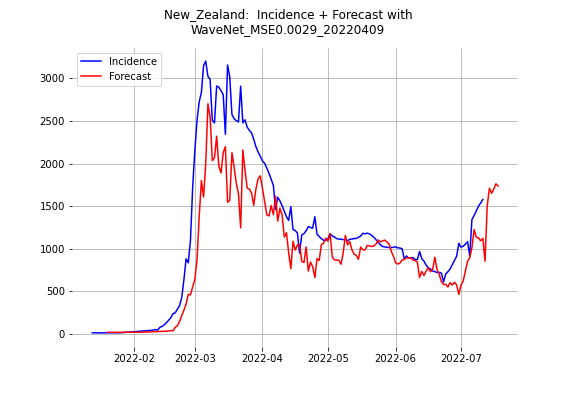 New_Zealand:  Incidence + Forecast with
WaveNet_MSE0.0029_20220409
Incidence
Forecast
3000
2500
2000
1500
1000
500
0
2022-02 2022-03 2022-04 2022-05 2022-06 2022-07